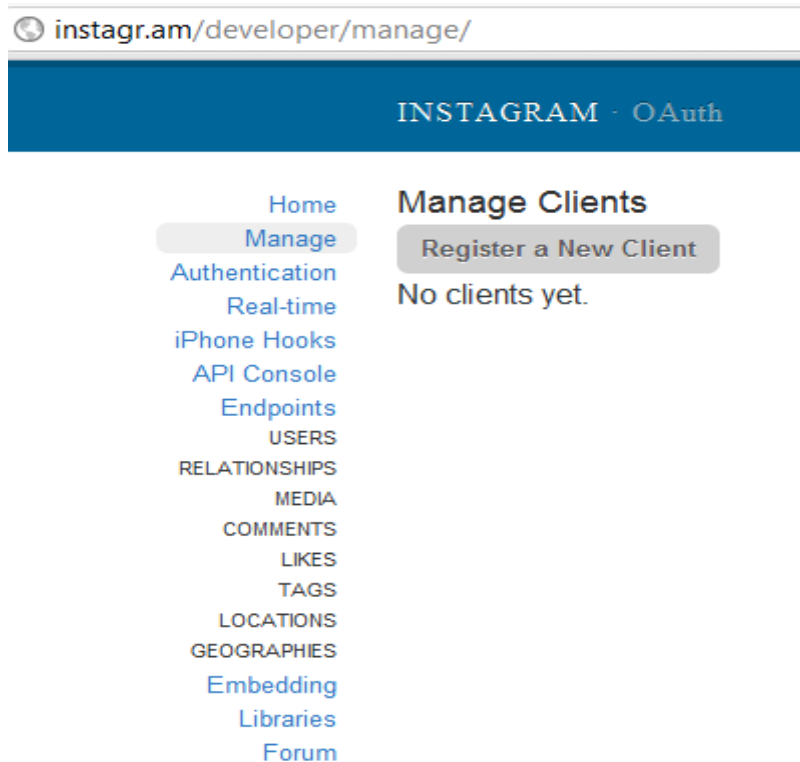 instagr.am/developer/manage/
INSTAGRAM · OAuth
Home
Manage
Authentication
Real-time
iPhone Hooks
API Console
Endpoints
USERS
RELATIONSHIPS
MEDIA
COMMENTS
LIKES
TAGS
LOCATIONS
GEOGRAPHIES
Embedding
Libraries
Forum
Manage Clients
Register a New Client
No clients yet.